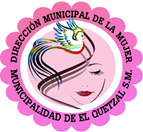 DIRECCIÓN MUNICIPAL DE LA MUJER
MUNICIPALIDAD DE EL QUETZAL S.M.